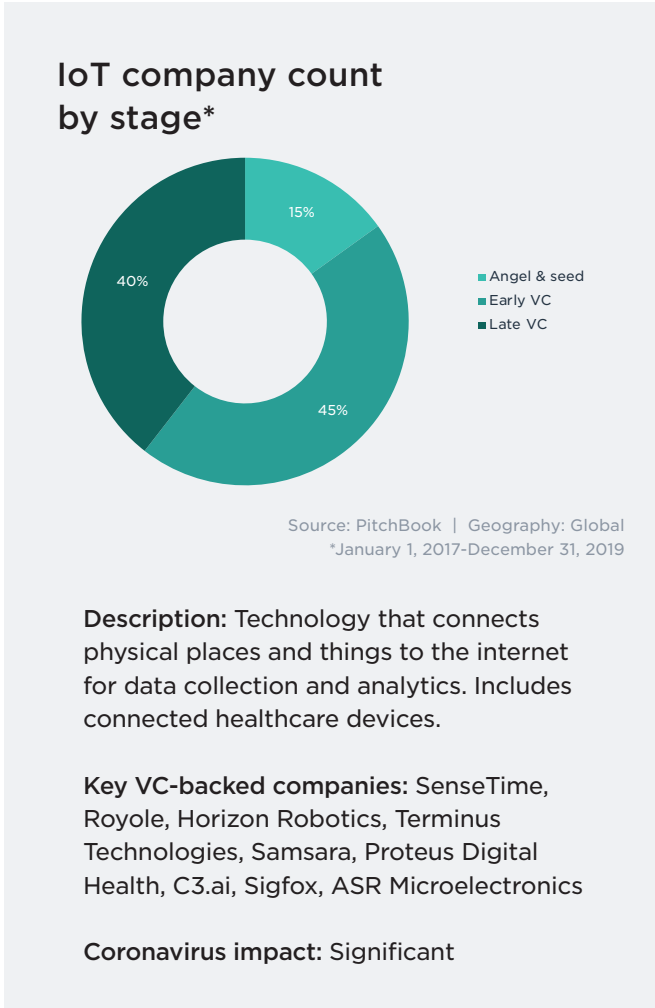 IoT company count
by stage*
15%
40%
45%
Angel & seed
Early VC
Late VC
Source: PitchBook | Geography: Global
*January 1, 2017-December 31, 2019
Description: Technology that connects
physical places and things to the internet
for data collection and analytics. Includes
connected healthcare devices.
Key VC-backed companies: SenseTime,
Royole, Horizon Robotics, Terminus
Technologies, Samsara, Proteus Digital
Health, C3.ai, Sigfox, ASR Microelectronics
Coronavirus impact: Significant